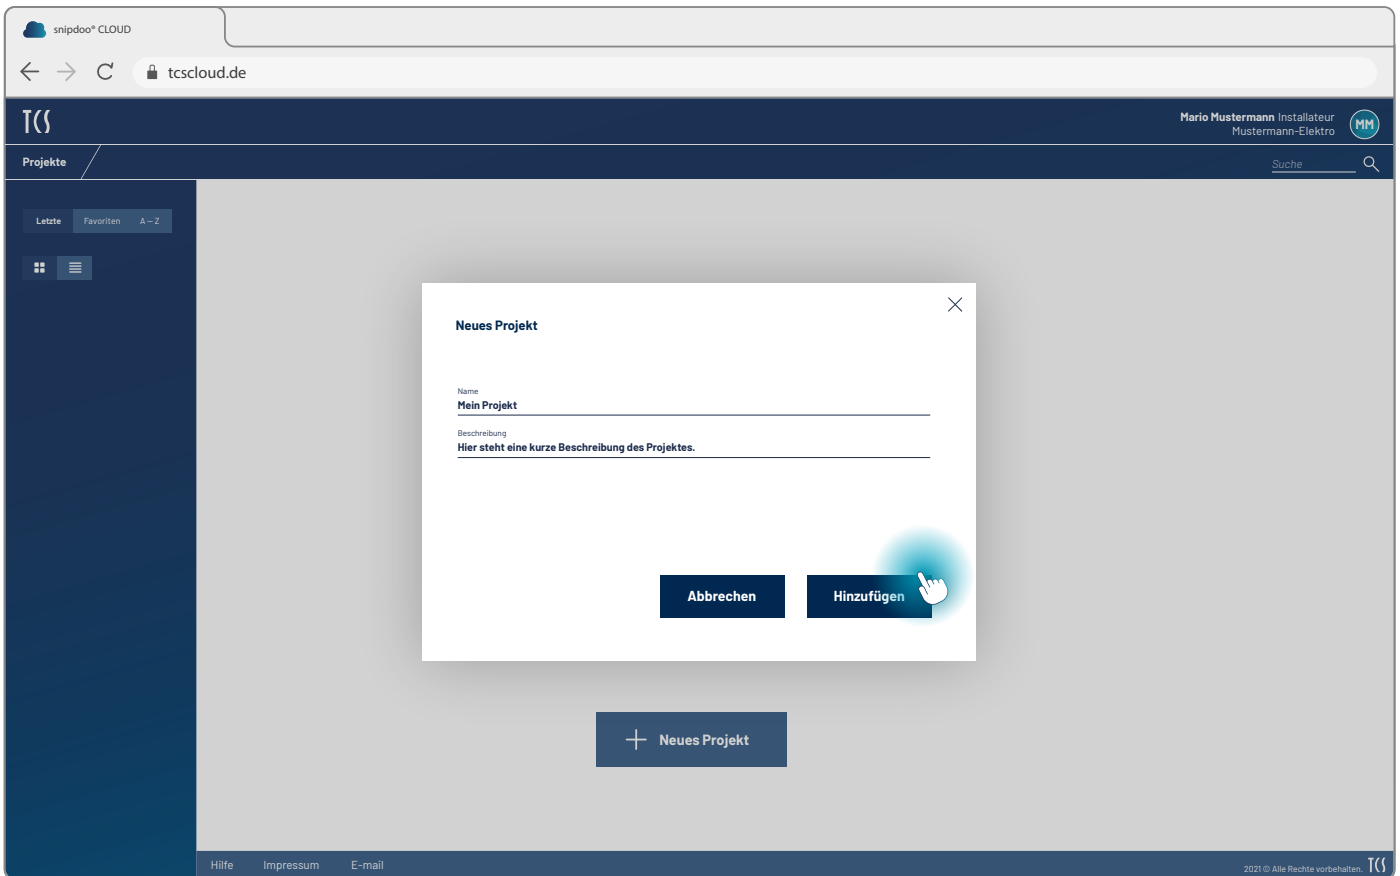 snipdoo® CLOUD
tcscloud.de
TCS
Mario Mustermann Installateur
Mustermann-Elektro
MM
Projekte
Suche
Letzte Favoriten A – Z
Neues Projekt
Name
Mein Projekt
Beschreibung
Hier steht eine kurze Beschreibung des Projektes.
Abbrechen Hinzufügen
Neues Projekt
Hilfe Impressum E-mail
2021 © Alle Rechte vorbehalten. TCS